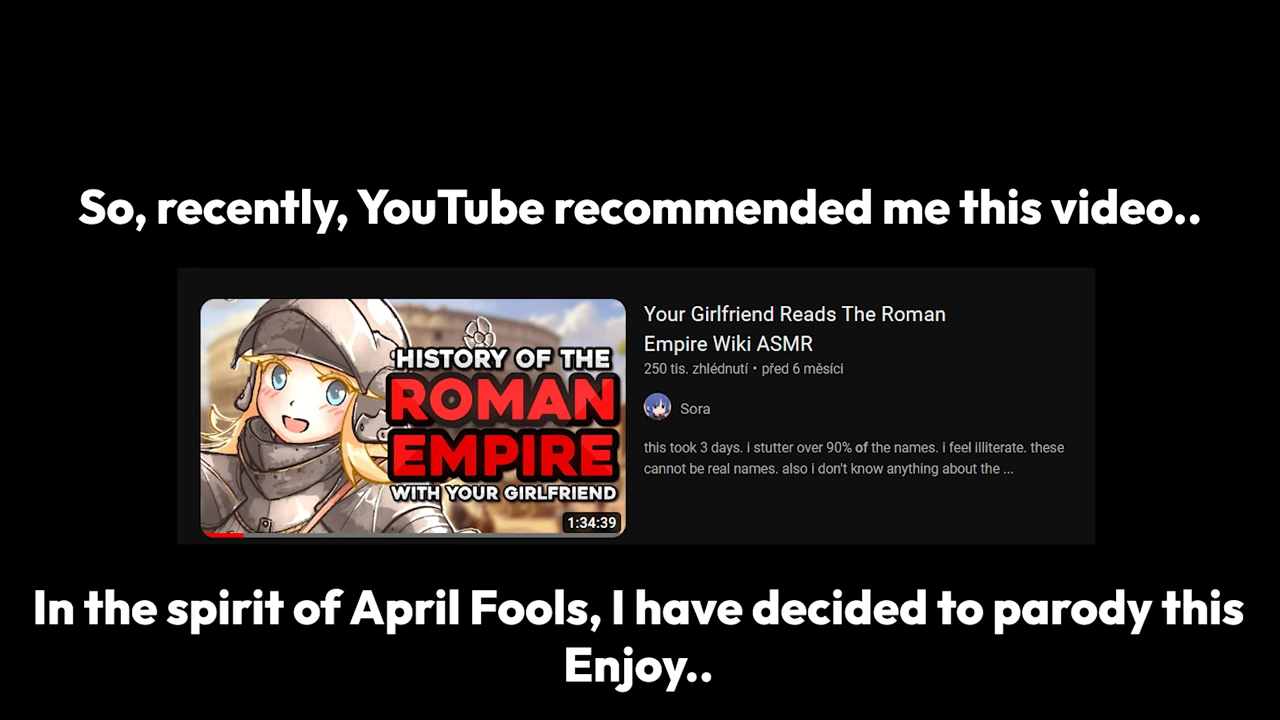 So, recently, YouTube recommended me this video..
HISTORY OF THE
ROMAN
EMPIRE
WITH YOUR GIRLFRIEND
1:34:39
Your Girlfriend Reads The Roman
Empire Wiki ASMR
250 tis. zhlédnutí • před 6 měsíci
Sora
this took 3 days. i stutter over 90% of the names. i feel illiterate. these
cannot be real names. also i don't know anything about the ...
In the spirit of April Fools, I have decided to parody this
Enjoy..